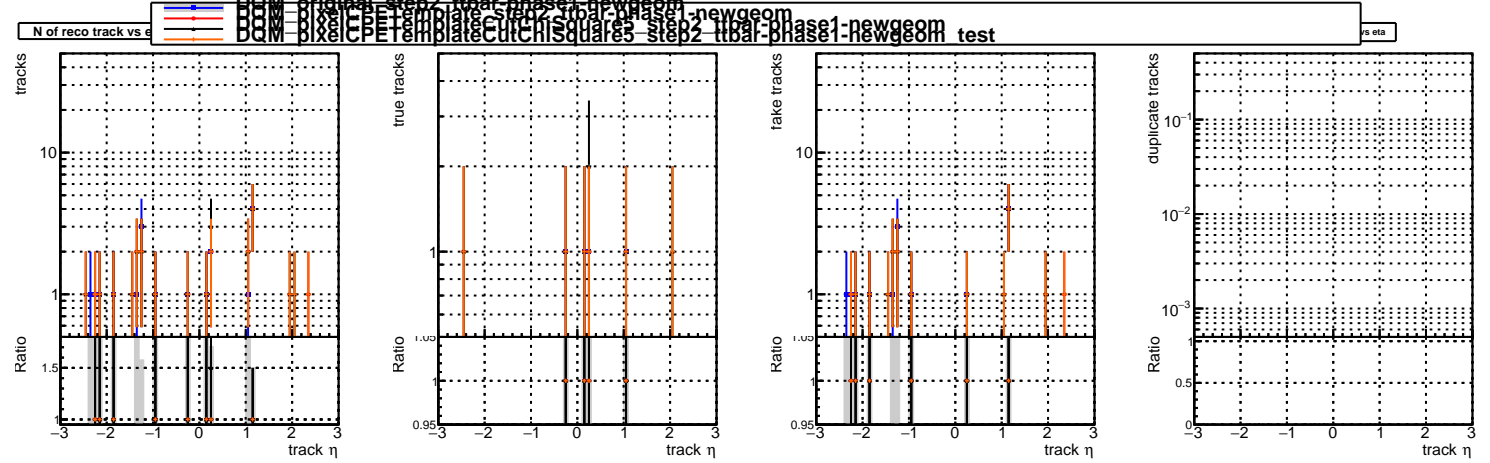 DQM_original_step2_ttbar-phase1-newgeom
DQM_pixelCPETemplate_step2_ttbar-phase1-newgeom
DQM_pixelCPETemplateCutChiSquare5_step2_ttbar-phase1-newgeom
DQM_pixelCPETemplateCutChiSquare5_step2_ttbar-phase1-newgeom_test
N of reco track vs e
vs eta
tracks
10
1
Ratio
1.5
1
−3 −2 −1 0 1 2 3
track η
true tracks
1
Ratio
1.05
1
0.95
−3 −2 −1 0 1 2 3
track η
fake tracks
10
1
Ratio
1.05
1
0.95
−3 −2 −1 0 1 2 3
track η
duplicate tracks
10⁻¹
10⁻²
10⁻³
Ratio
1
0.5
0
−3 −2 −1 0 1 2 3
track η